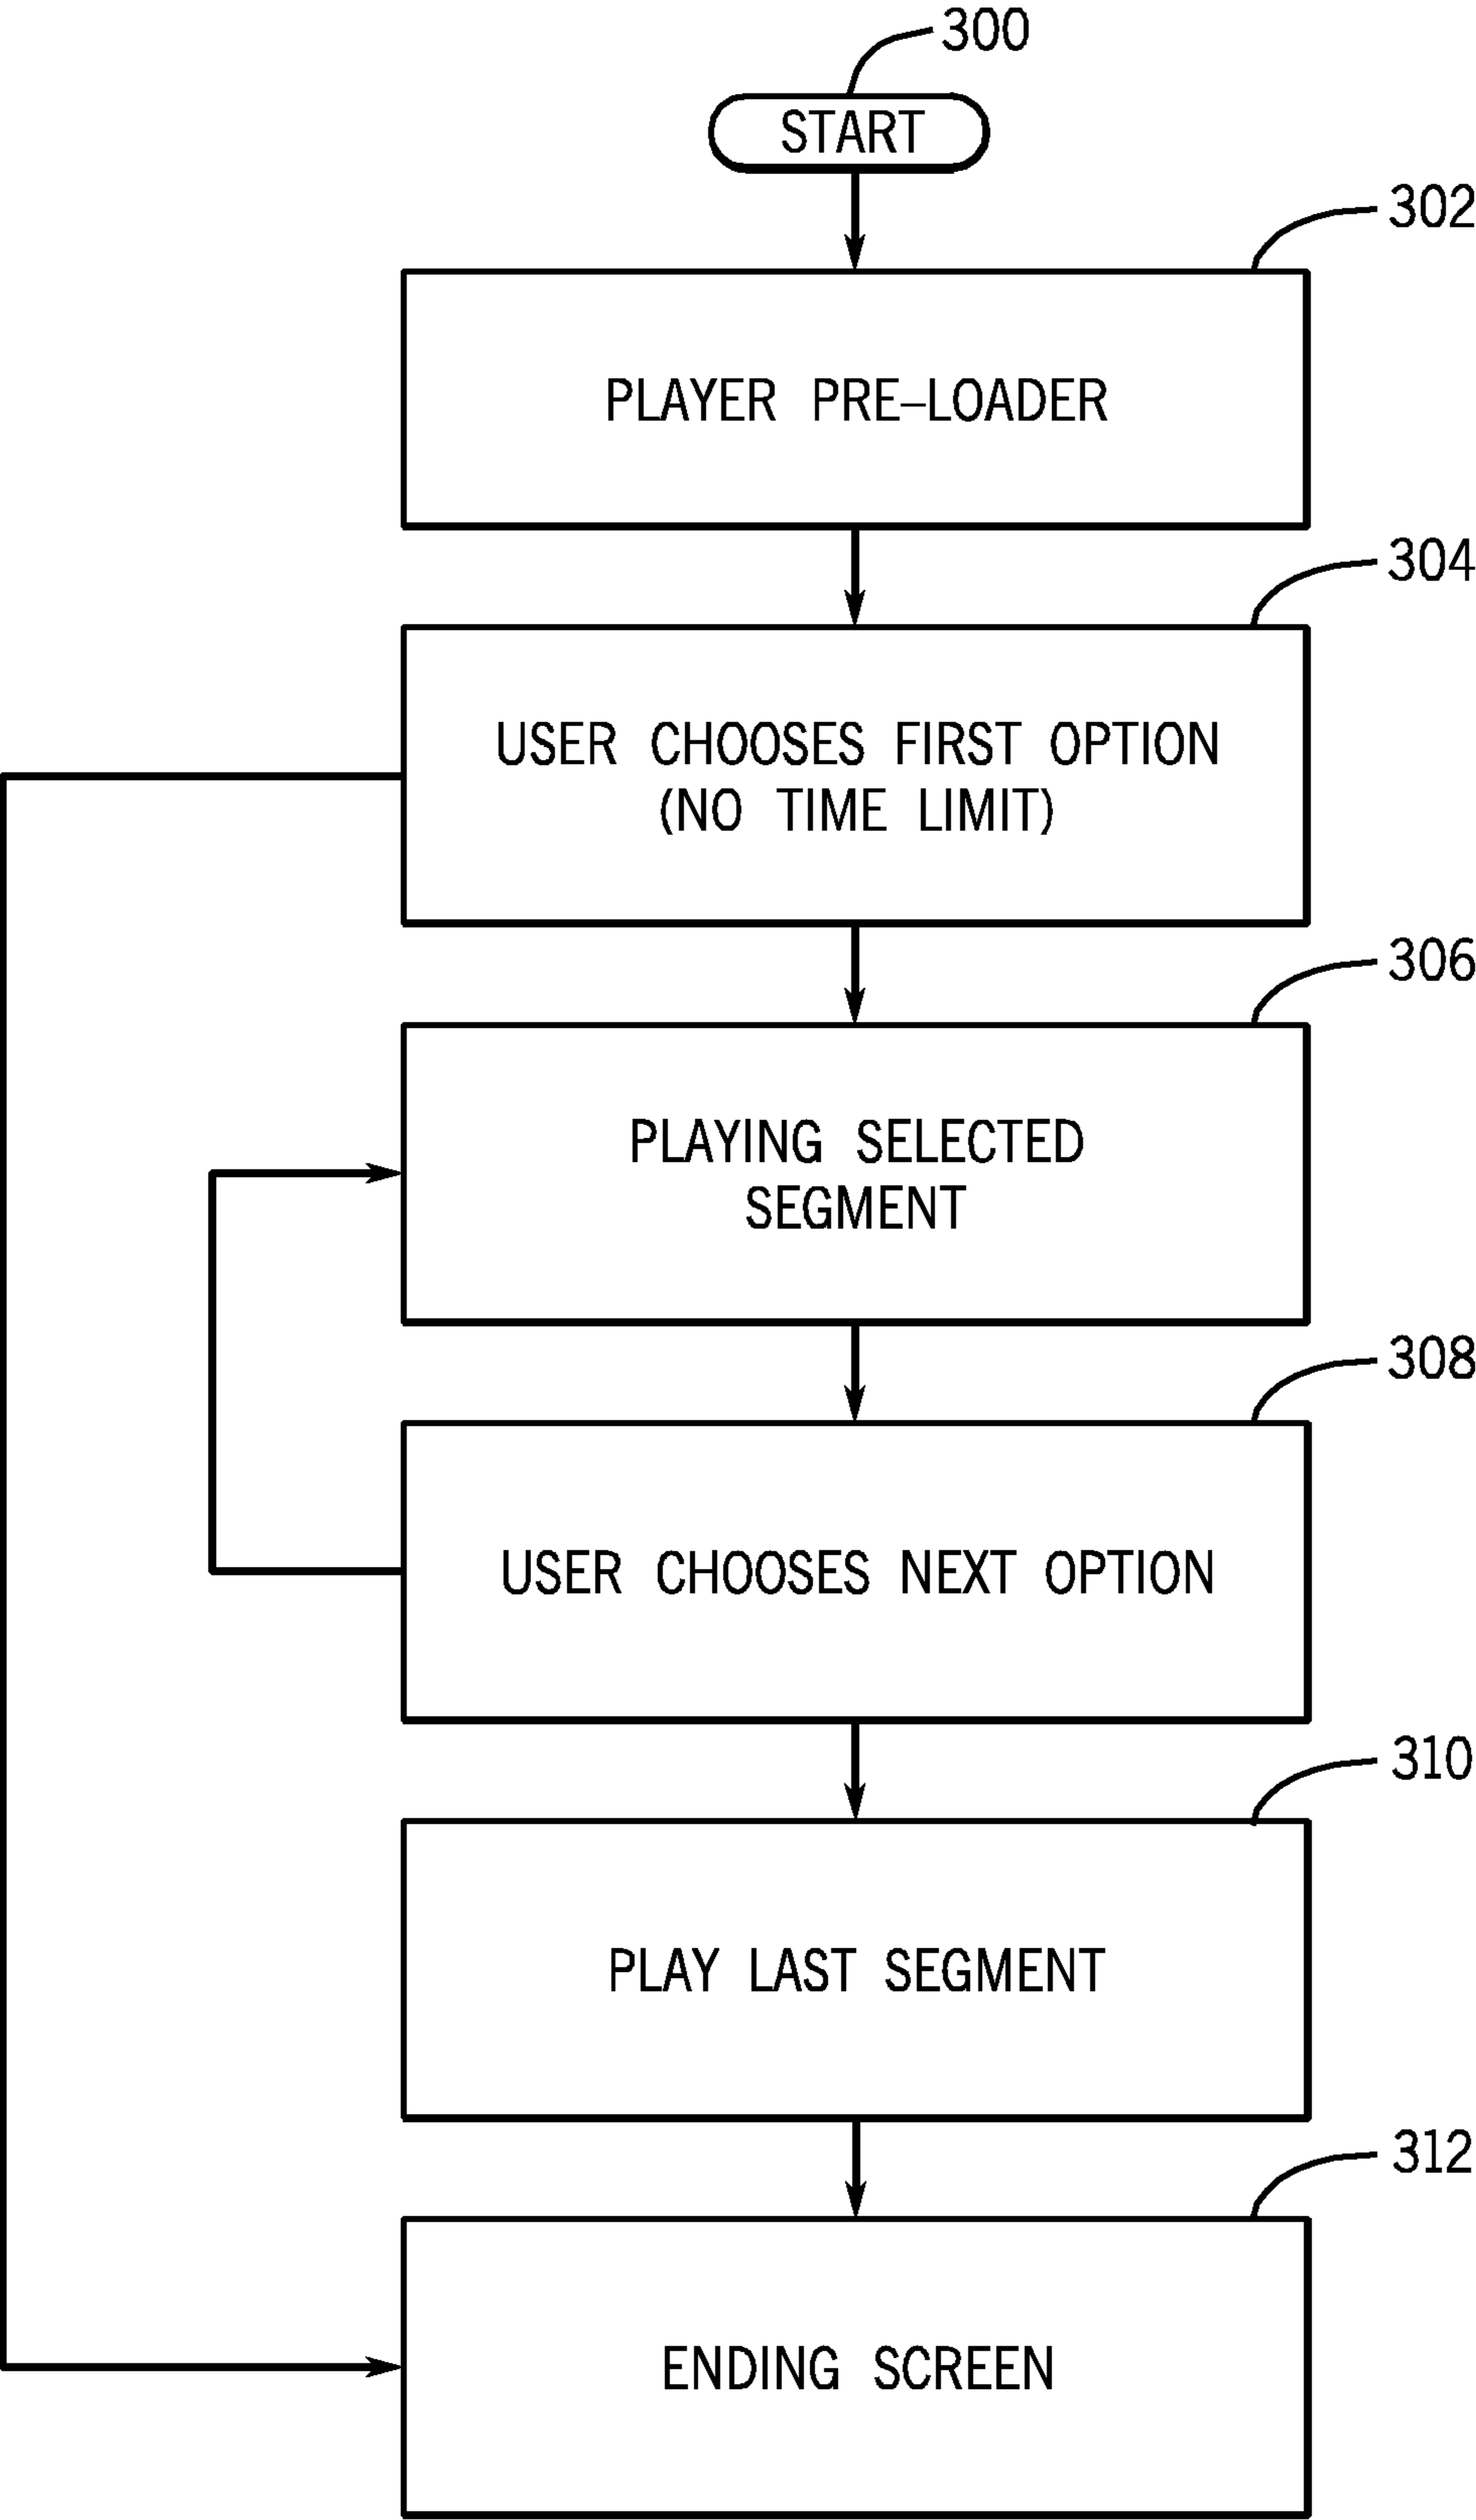 300
START
302
PLAYER PRE–LOADER
304
USER CHOOSES FIRST OPTION
(NO TIME LIMIT)
306
PLAYING SELECTED
SEGMENT
308
USER CHOOSES NEXT OPTION
310
PLAY LAST SEGMENT
312
ENDING SCREEN